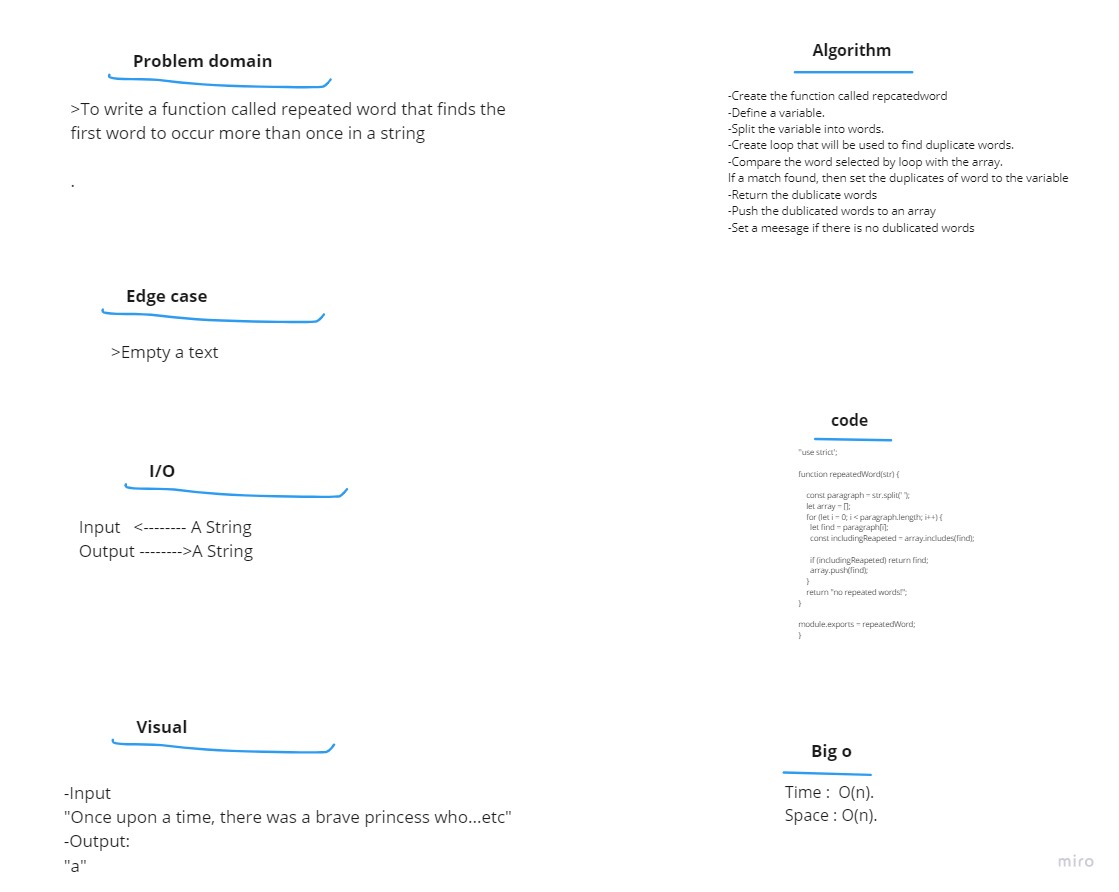 Problem domain
>To write a function called repeated word that finds the
first word to occur more than once in a string
.
Edge case
>Empty a text
I/O
Input   <-------- A String
Output -------->A String
Visual
-Input
"Once upon a time, there was a brave princess who...etc"
-Output:
"a"
Algorithm
-Create the function called repcatedword
-Define a variable.
-Split the variable into words.
-Create loop that will be used to find duplicate words.
-Compare the word selected by loop with the array.
If a match found, then set the duplicates of word to the variable
-Return the dublicate words
-Push the dublicated words to an array
-Set a meesage if there is no dublicated words
code
"use strict';
function repeatedWord(str) {
const paragraph = str.split(" ");
let array = [];
for (let i = 0; i < paragraph.length; i++) {
let find = paragraph[i];
const includingReapeted = array.includes(find);
if (includingReapeted) return find;
array.push(find);
}
return "no repeated words!";
}
module.exports = repeatedWord;
}
Big o
Time :  O(n).
Space : O(n).
miro